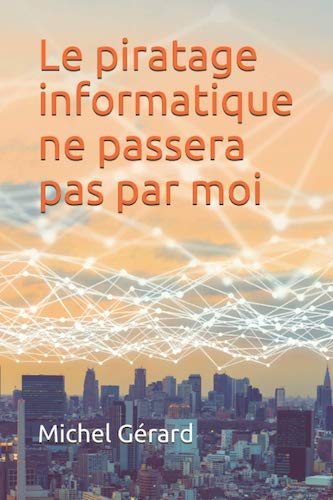 Le piratage
informatique
ne passera
pas par moi
Michel Gérard